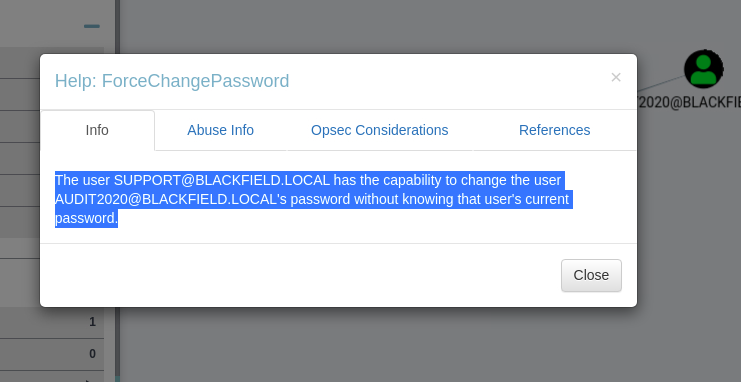 Help: ForceChangePassword
×
Info
Abuse Info
Opsec Considerations
References
2020@BLACKFIE
The user SUPPORT@BLACKFIELD.LOCAL has the capability to change the user
AUDIT2020@BLACKFIELD.LOCAL's password without knowing that user's current
password.
Close
1
0